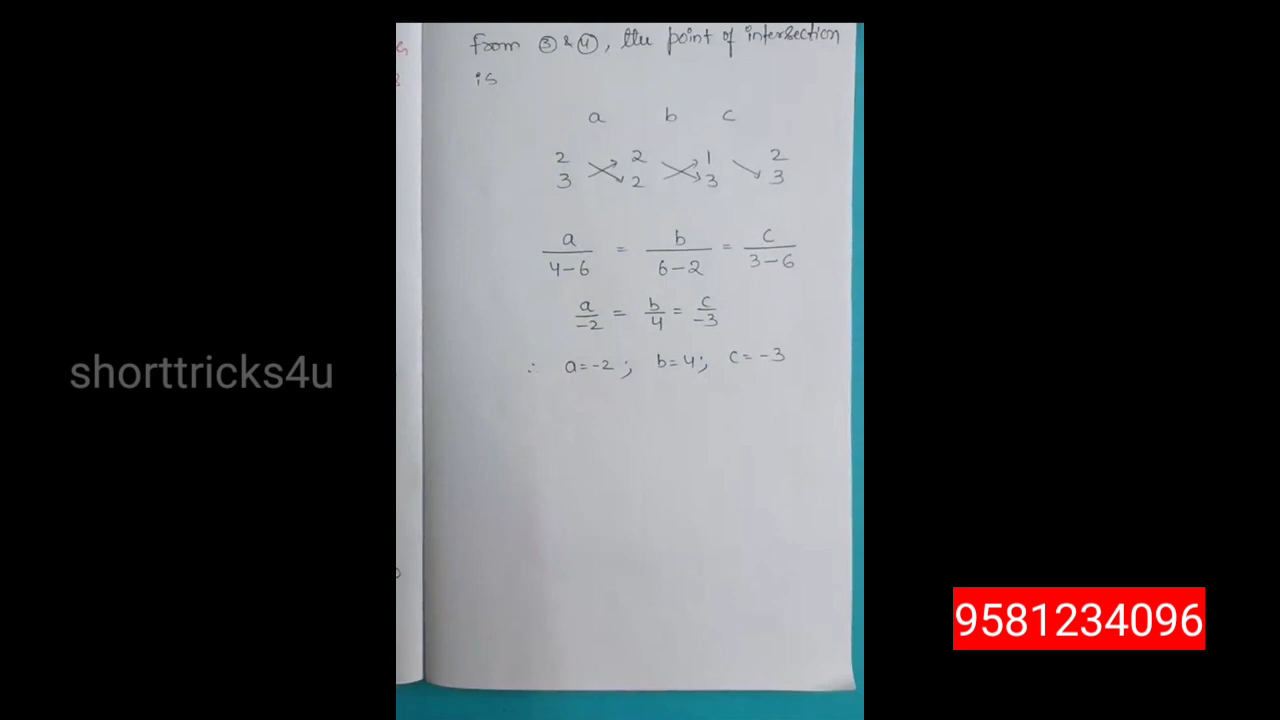 from ③ & ④, the point of intersection
is
a b c
2 2 1 2
3 2 3 3
a/4-6 = b/6-2 = c/3-6
a/-2 = b/4 = c/-3
∴ a=-2; b=4; c=-3
shorttricks4u
9581234096